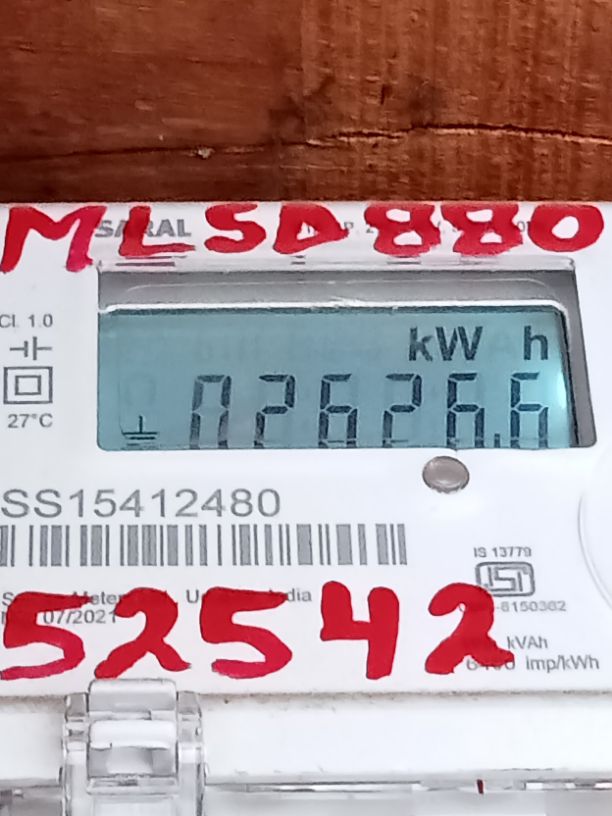 MLSD880
SARAL
Cl. 1.0
27°C
kW h
02626.6
SS15412480
IS 13779
07/2021
52542
kVAh
imp/kWh